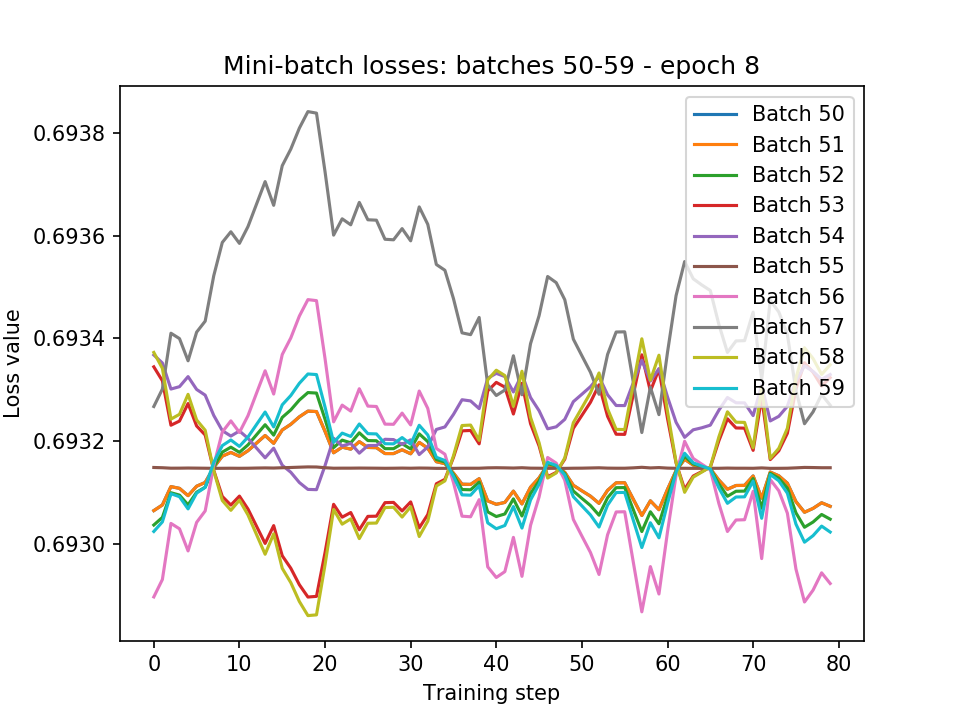 Mini-batch losses: batches 50-59 - epoch 8
0.6938
0.6936
0.6934
0.6932
0.6930
Loss value
0 10 20 30 40 50 60 70 80
Training step
Batch 50
Batch 51
Batch 52
Batch 53
Batch 54
Batch 55
Batch 56
Batch 57
Batch 58
Batch 59